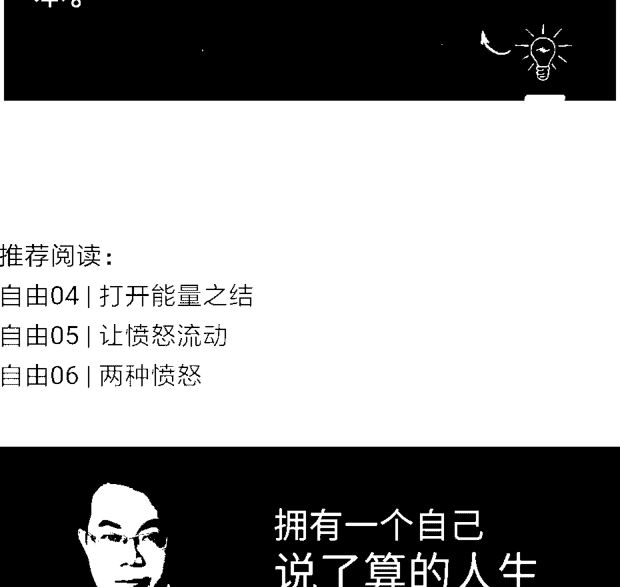 推荐阅读：
自由04 | 打开能量之结
自由05 | 让愤怒流动
自由06 | 两种愤怒
拥有一个自己
说了算的人生